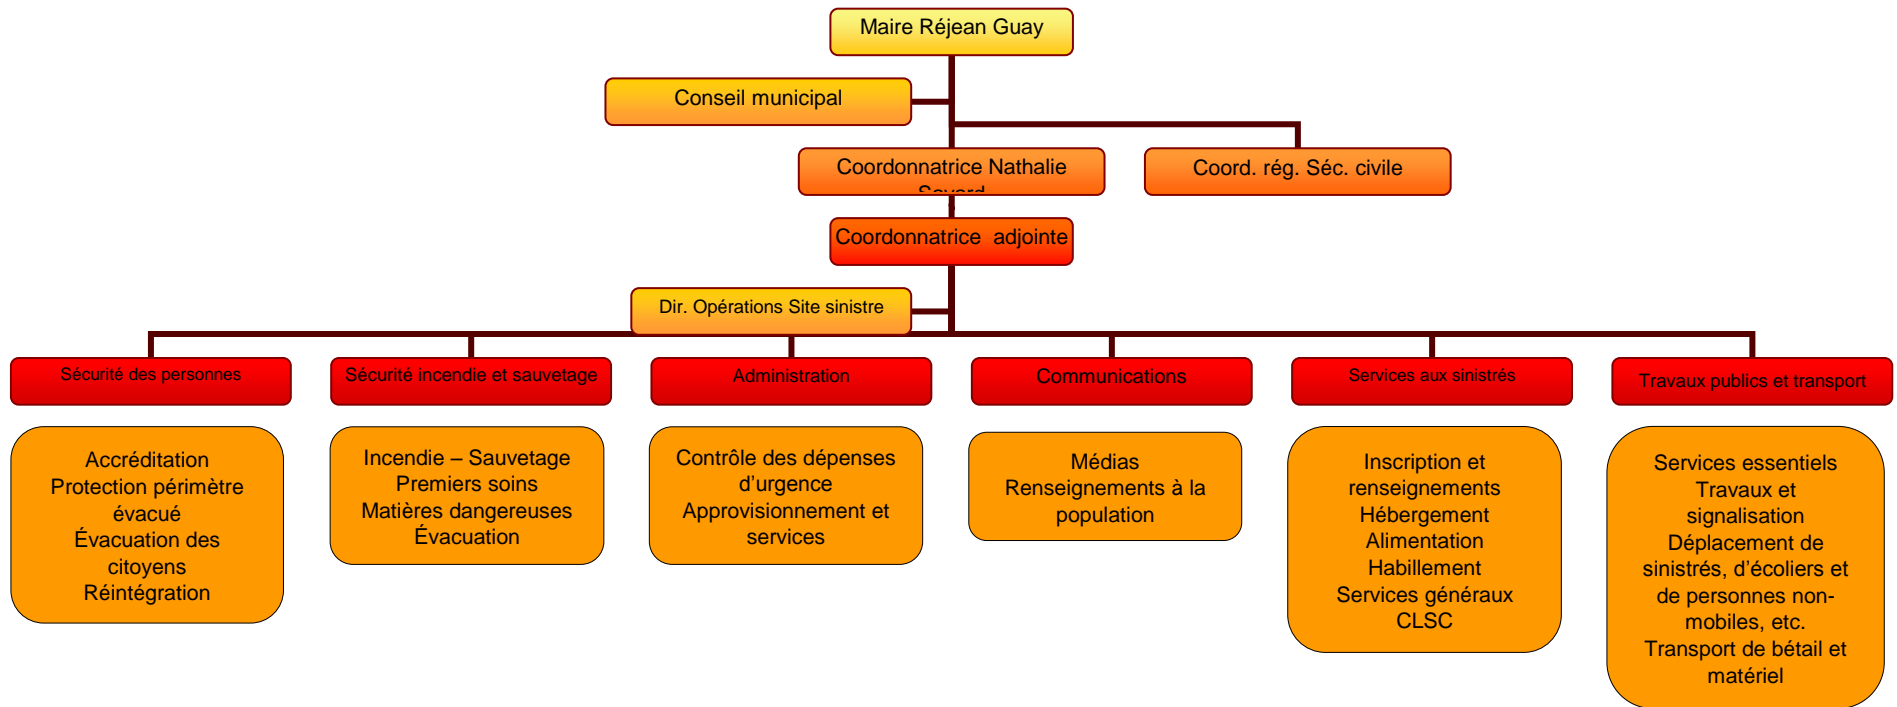 Maire Réjean Guay
Conseil municipal
Coordonnatrice Nathalie
Coord. rég. Séc. civile
Coordonnatrice adjointe
Dir. Opérations Site sinistre
Sécurité des personnes
Sécurité incendie et sauvetage
Administration
Communications
Services aux sinistrés
Travaux publics et transport
Accréditation
Protection périmètre
évacué
Évacuation des
citoyens
Réintégration
Incendie – Sauvetage
Premiers soins
Matières dangereuses
Évacuation
Contrôle des dépenses
d’urgence
Approvisionnement et
services
Médias
Renseignements à la
population
Inscription et
renseignements
Hébergement
Alimentation
Habillement
Services généraux
CLSC
Services essentiels
Travaux et
signalisation
Déplacement de
sinistrés, d’écoliers et
de personnes non-
mobiles, etc.
Transport de bétail et
matériel